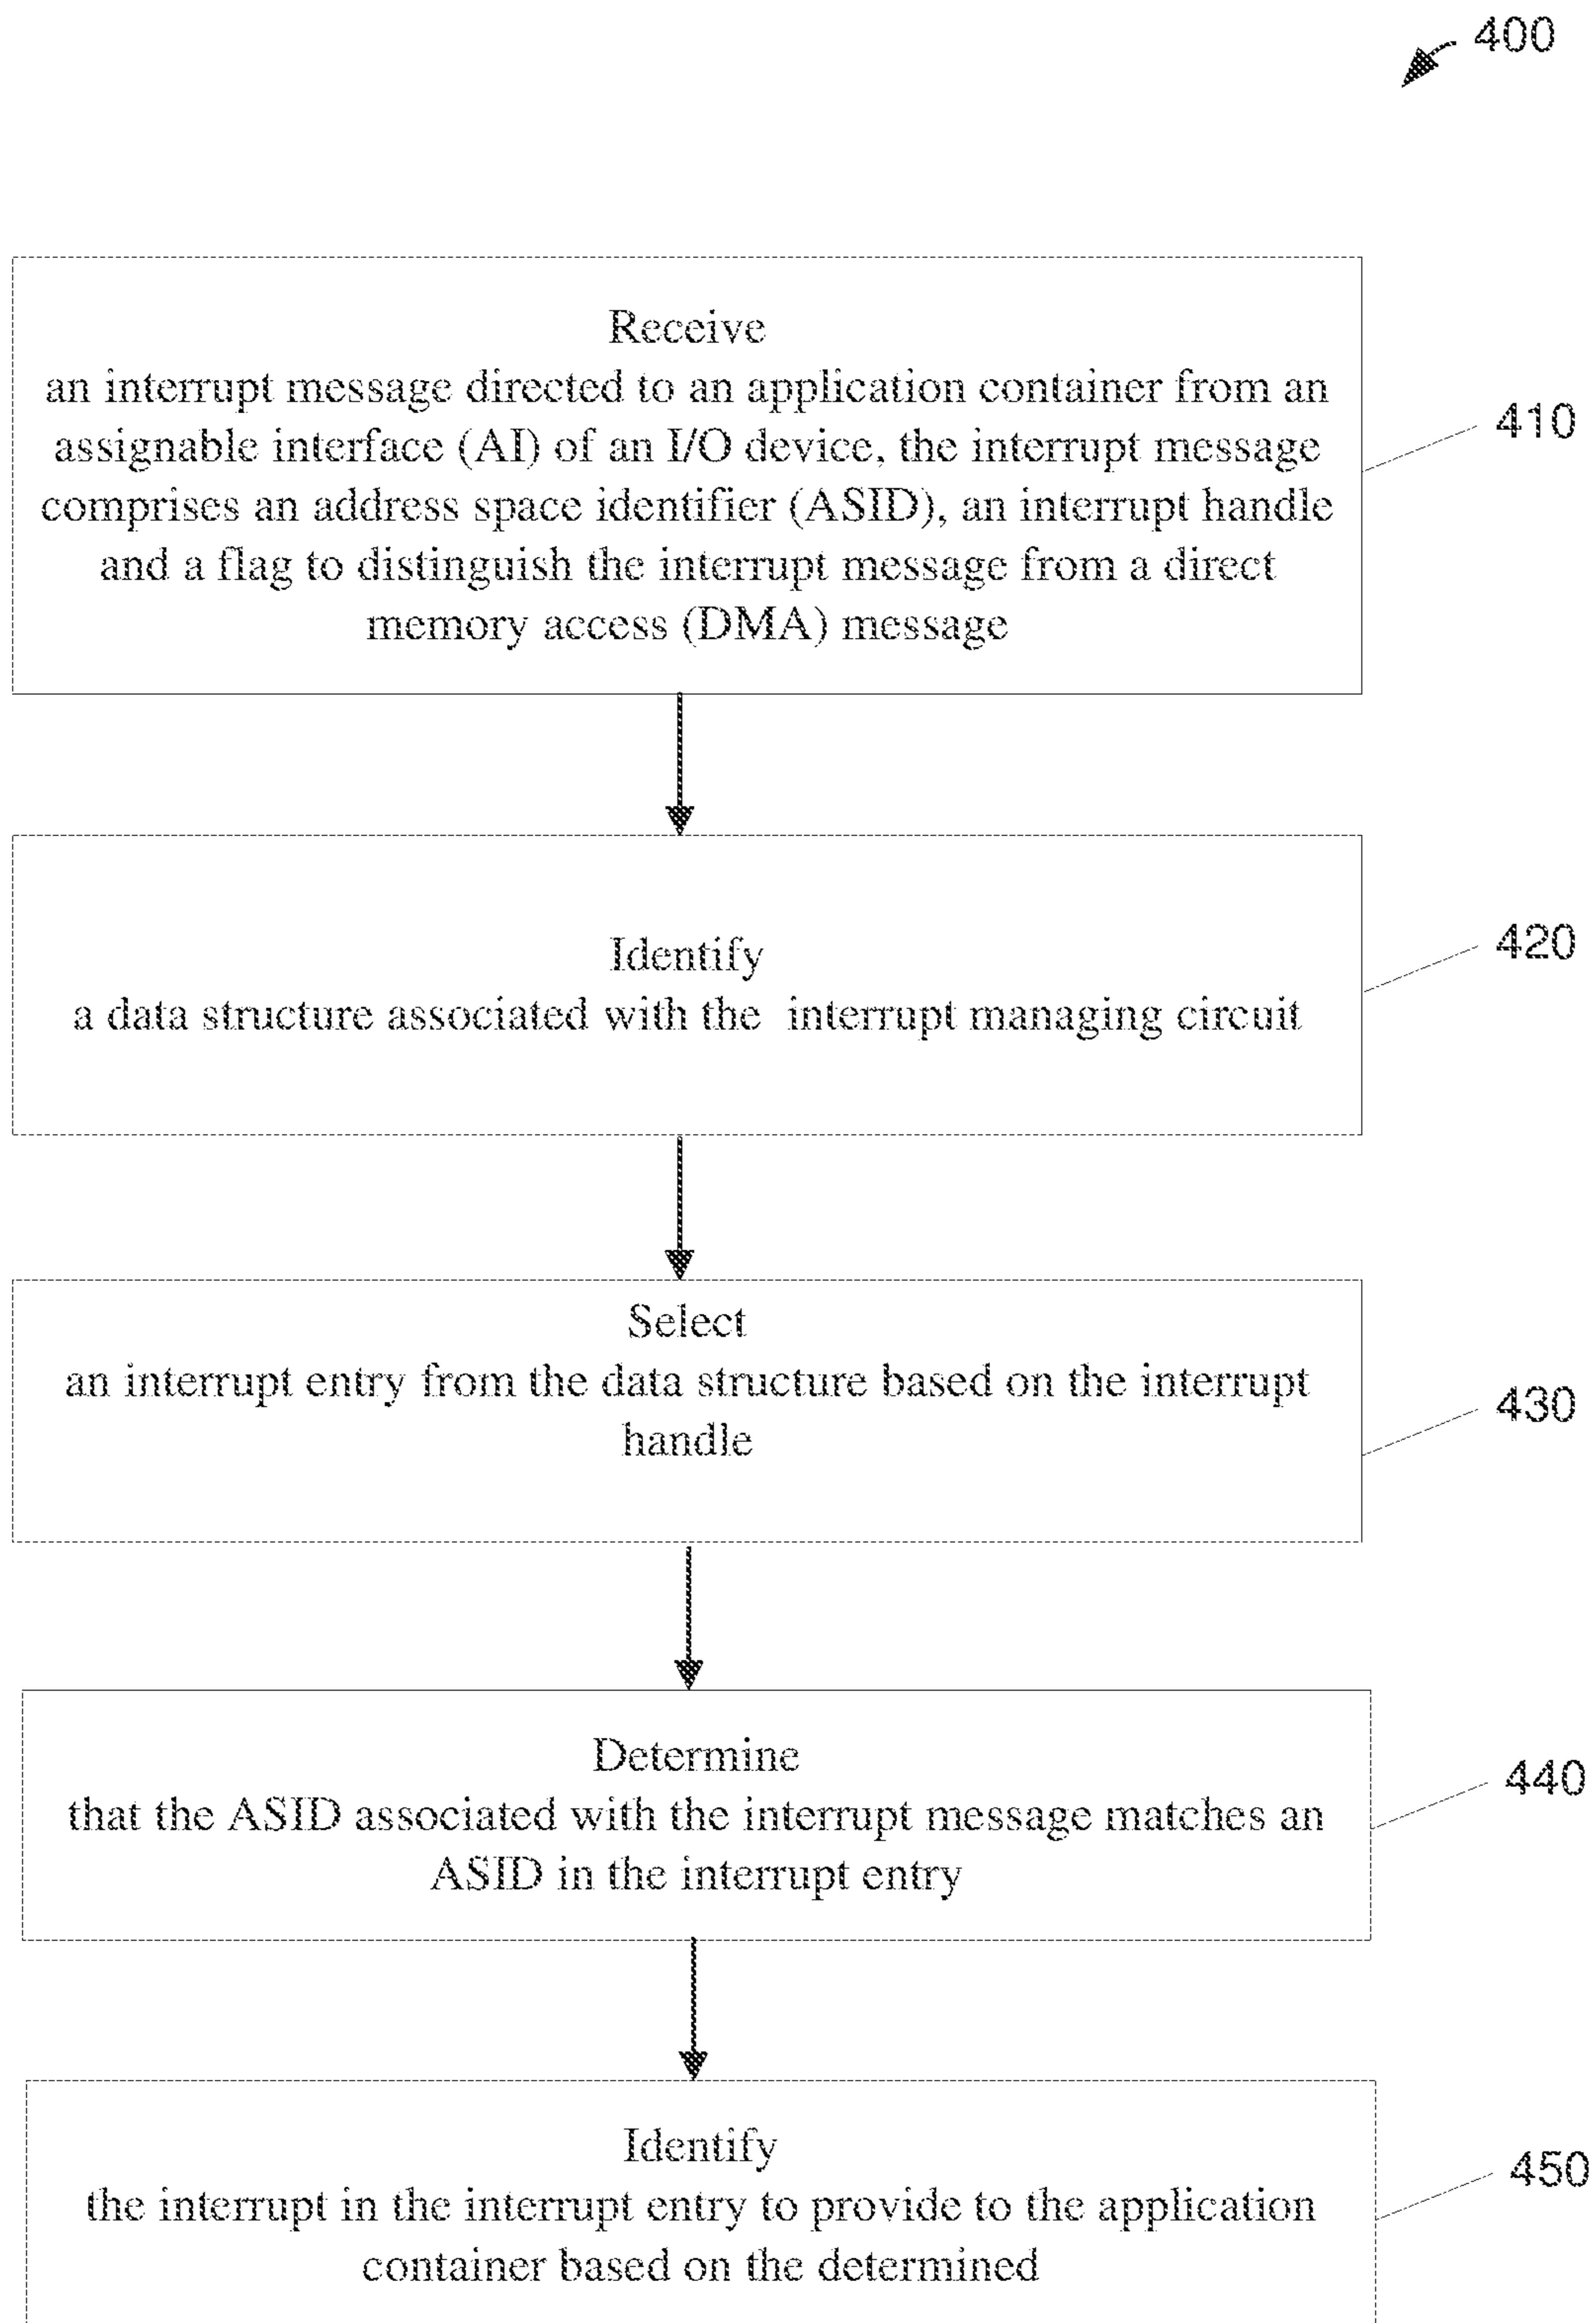 400
Receive
an interrupt message directed to an application container from an
assignable interface (AI) of an I/O device, the interrupt message
comprises an address space identifier (ASID), an interrupt handle
and a flag to distinguish the interrupt message from a direct
memory access (DMA) message
410
Identify
a data structure associated with the interrupt managing circuit
420
Select
an interrupt entry from the data structure based on the interrupt
handle
430
Determine
that the ASID associated with the interrupt message matches an
ASID in the interrupt entry
440
Identify
the interrupt in the interrupt entry to provide to the application
container based on the determined
450